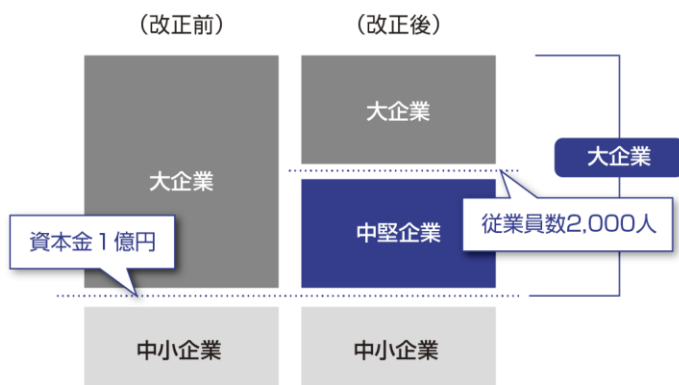 （改正前）
（改正後）
大企業
大企業
大企業
従業員数2,000人
中堅企業
資本金１億円
中小企業
中小企業